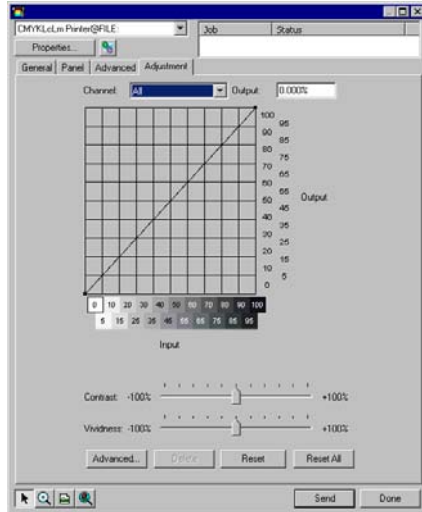 CMYKLcLm Printer@FILE:
Job Status
Properties...
General Panel Advanced Adjustment
Channel: All Output: 0.000%
100
95
90
85
80
75
70
65
60
55
50
45
40
35
30
25
20
15
10
5
0
Output
0 10 20 30 40 50 60 70 80 90 100
5 15 25 35 45 55 65 75 85 95
Input
Contrast: -100% +100%
Vividness: -100% +100%
Advanced... Delete Reset Reset All
Send Done